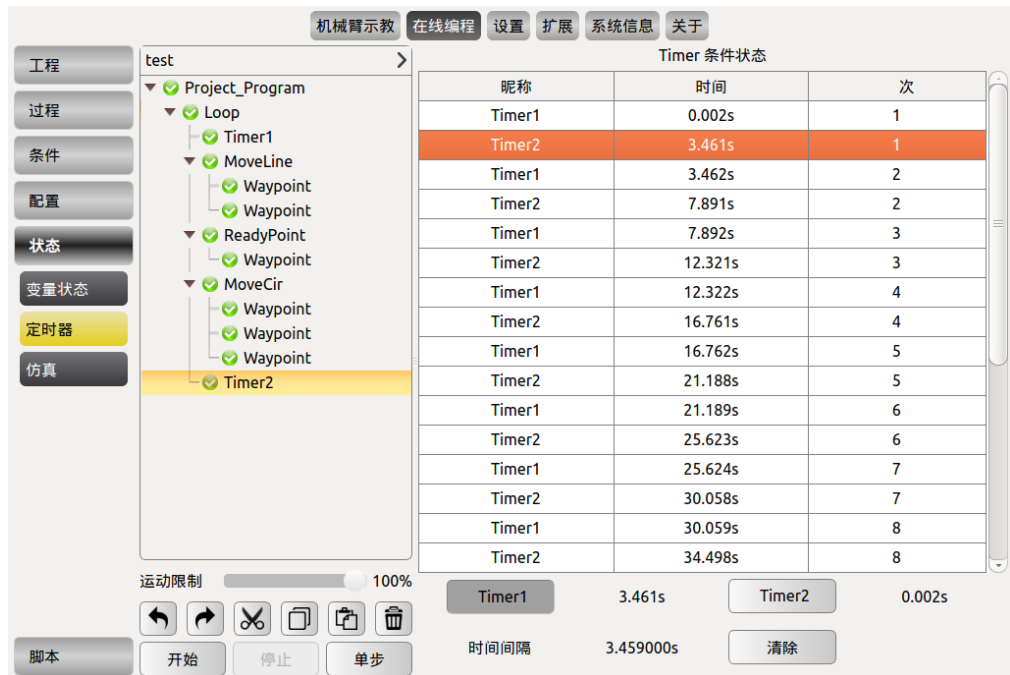 机械臂示教 在线编程 设置 扩展 系统信息 关于
工程
过程
条件
配置
状态
变量状态
定时器
仿真
脚本
test
Project_Program
Loop
Timer1
MoveLine
Waypoint
Waypoint
ReadyPoint
Waypoint
MoveCir
Waypoint
Waypoint
Waypoint
Timer2
运动限制 100%
开始 停止 单步
Timer 条件状态
昵称 时间 次
Timer1 0.002s 1
Timer2 3.461s 1
Timer1 3.462s 2
Timer2 7.891s 2
Timer1 7.892s 3
Timer2 12.321s 3
Timer1 12.322s 4
Timer2 16.761s 4
Timer1 16.762s 5
Timer2 21.188s 5
Timer1 21.189s 6
Timer2 25.623s 6
Timer1 25.624s 7
Timer2 30.058s 7
Timer1 30.059s 8
Timer2 34.498s 8
Timer1 3.461s Timer2 0.002s
时间间隔 3.459000s 清除